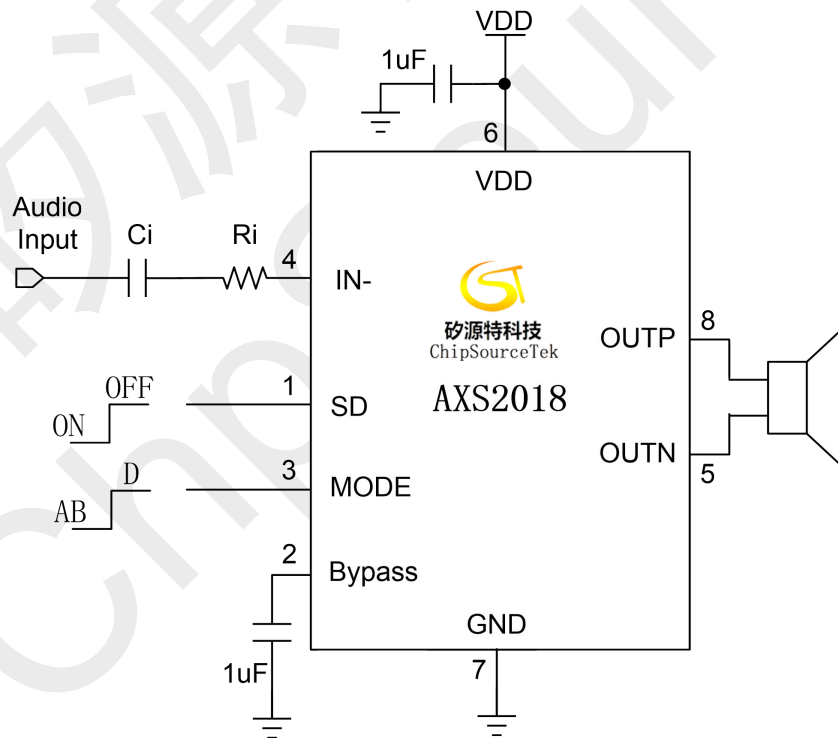 VDD
1uF
6
VDD
Audio
Input
Ci
Ri
4
IN-
矽源特科技
ChipSourceTek
AXS2018
OUTP
8
OFF
ON
1
SD
OUTN
5
D
AB
3
MODE
2
Bypass
1uF
GND
7